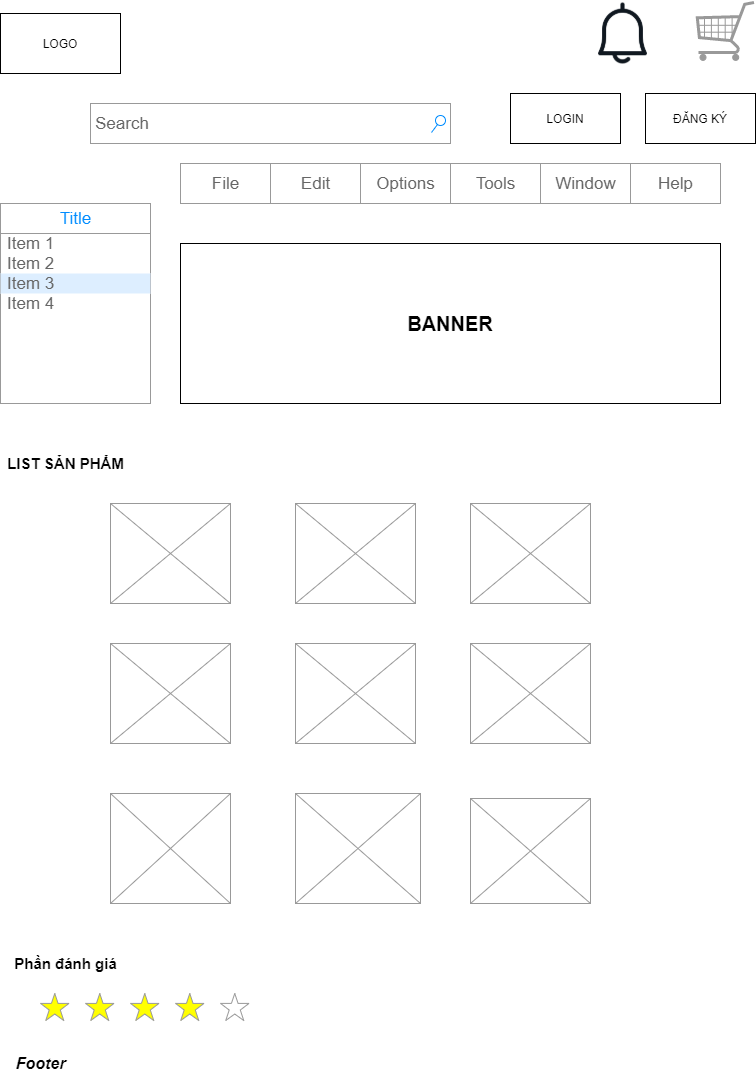 LOGO
Search
LOGIN
ĐĂNG KÝ
File Edit Options Tools Window Help
Title
Item 1
Item 2
Item 3
Item 4
BANNER
LIST SẢN PHẨM
Phần đánh giá
Footer